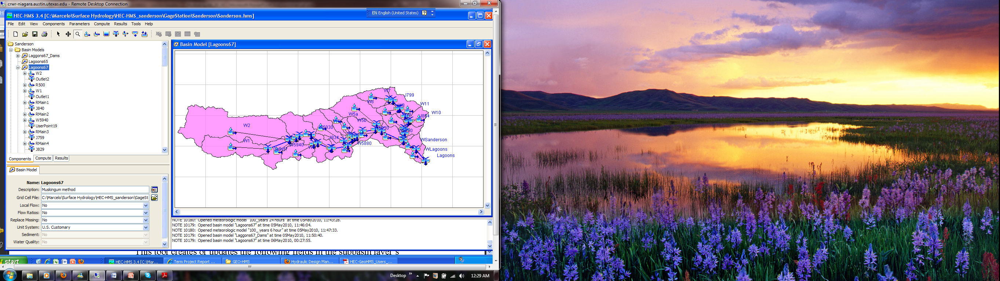 crwr-niagara.austin.utexas.edu - Remote Desktop Connection
HEC-HMS 3.4 [C:\Marcelo\Surface Hydrology\HEC-HMS_sanderson\GageStation\Sanderson\Sanderson.hms]
EN English (United States)
File Edit View Components Parameters Compute Results Tools Help
Sanderson
Basin Models
Laggons67_Dams
Lagoons65
Lagoons67
W2
Outlet2
R500
W1
Outlet1
RMain1
J840
RMain2
W5940
UserPoint19
RMain3
J759
RMain4
J829
Components Compute Results
Basin Model
Name: Lagoons67
Description: Muskingum method
Grid Cell File: C:\Marcelo\Surface Hydrology\HEC-HMS_sanderson\GageSt
Local Flow: No
Flow Ratios: No
Replace Missing: No
Unit System: U.S. Customary
Sediment: No
Water Quality: No
Basin Model [Lagoons67]
W7
J799
W6
W8
W11
W10
W5a
J804
W5b
W2
W5930
J834
W1
W5940
W5880
WSanderson
WLagoons
Lagoons
NOTE 10180: Opened meteorologic model "100_years 24 hours" at time 05May2010, 11:43:28.
NOTE 10179: Opened basin model "Lagoons67" at time 05May2010, 11:46:04.
NOTE 10180: Opened meteorologic model "100_ years 6 hour" at time 05May2010, 11:47:33.
NOTE 10179: Opened basin model "Laggons67_Dams" at time 05May2010, 11:50:40.
NOTE 10179: Opened basin model "Lagoons67" at time 06May2010, 00:27:55.
This tool creates or updates the following fields in the subbasin layer's
start
HEC-HMS 3.4 [C:\Mar...
Term Project Report ...
GEO-HMS
Hydraulic Design Man...
HEC-GeoHMS_Users_...
Desktop
12:29 AM